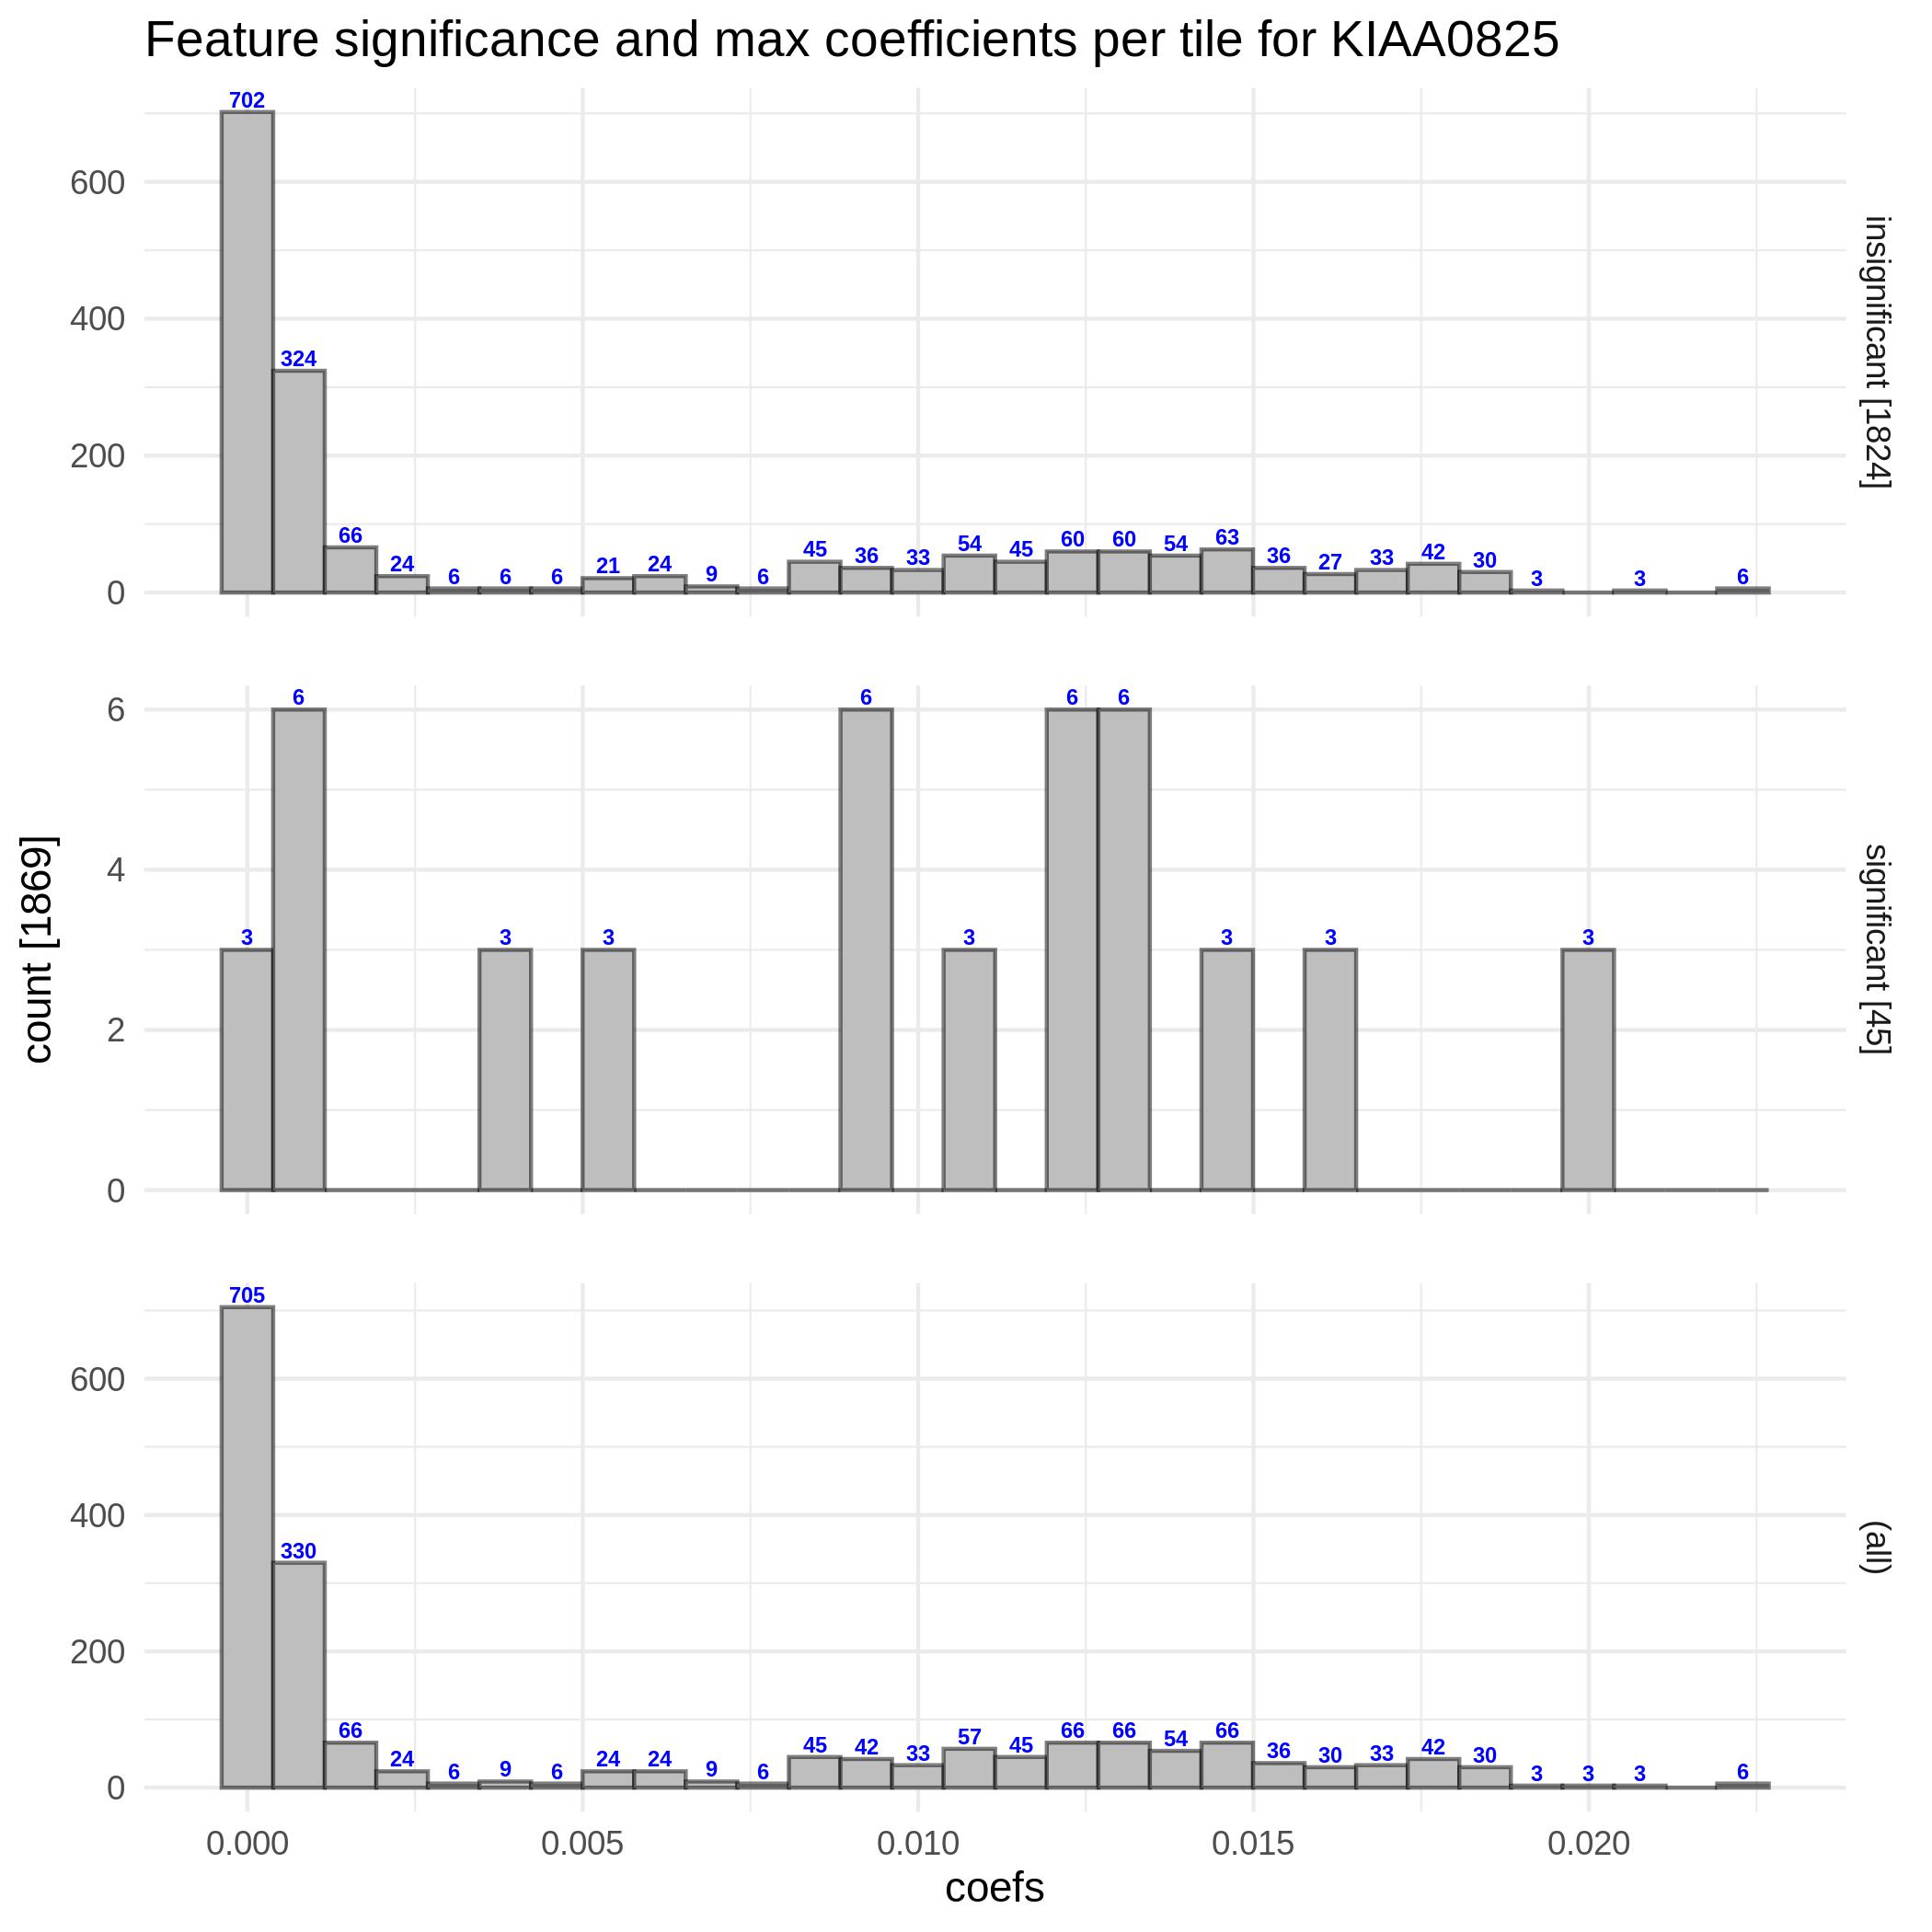 Feature significance and max coefficients per tile for KIAA0825
702
600
400
324
200
66 24 6 6 6 21 24 9 6 45 36 33 54 45 60 60 54 63 36 27 33 42 30 3 3 6
0
insignificant [1824]
6 6 6 6 6
4
3 3 3 3 3 3 3
2
0
significant [45]
count [1869]
705
600
400
330
200
66 24 6 9 6 24 24 9 6 45 42 33 57 45 66 66 54 66 36 30 33 42 30 3 3 3 6
0
(all)
0.000 0.005 0.010 0.015 0.020
coefs